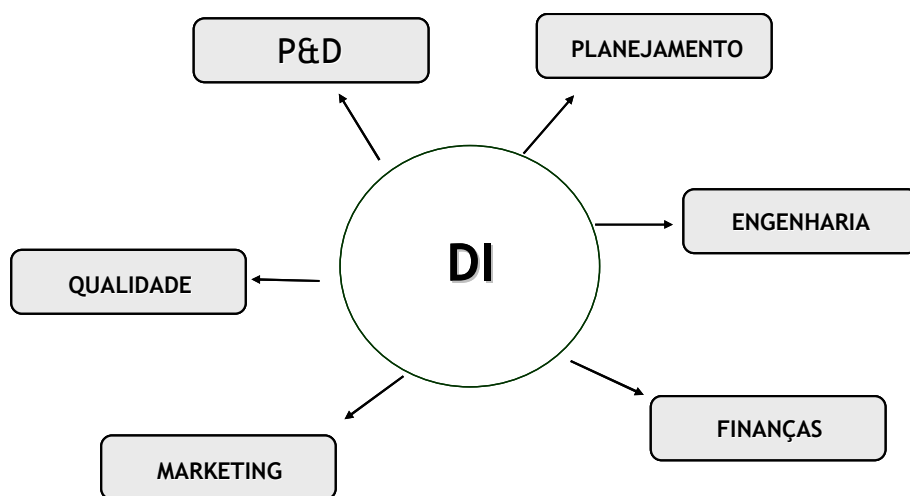 P&D
PLANEJAMENTO
ENGENHARIA
DI
QUALIDADE
FINANÇAS
MARKETING